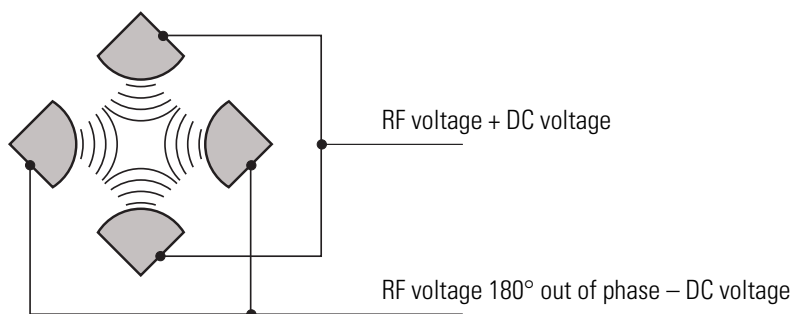 RF voltage + DC voltage
RF voltage 180° out of phase – DC voltage